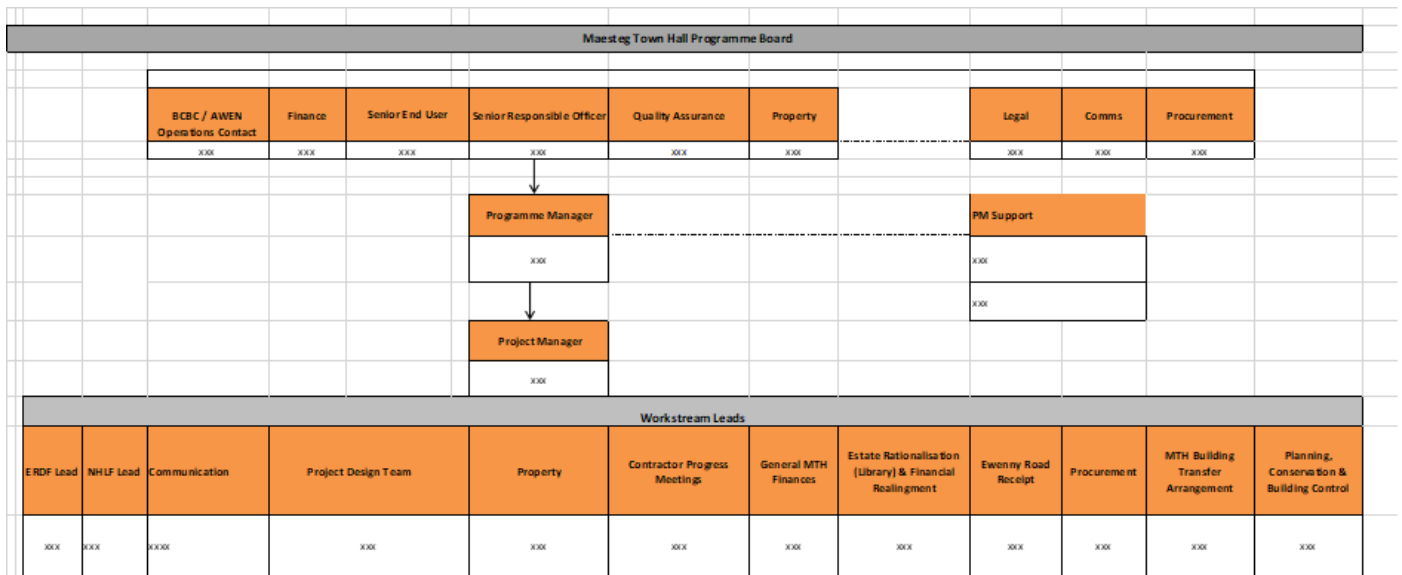 Maesteg Town Hall Programme Board
BCBC / AWEN
Operations Contact
Finance
Senior End User
Senior Responsible Officer
Quality Assurance
Property
Legal
Comms
Procurement
xxx
xxx
xxx
xxx
xxx
xxx
xxx
xxx
xxx
Programme Manager
PM Support
xxx
xxx
xxx
Project Manager
xxx
Workstream Leads
ERDF Lead
NHLF Lead
Communication
Project Design Team
Property
Contractor Progress
Meetings
General MTH
Finances
Estate Rationalisation
(Library) & Financial
Realingment
Ewenny Road
Receipt
Procurement
MTH Building
Transfer
Arrangement
Planning,
Conservation &
Building Control
xxx
xxx
xxxx
xxx
xxx
xxx
xxx
xxx
xxx
xxx
xxx
xxx